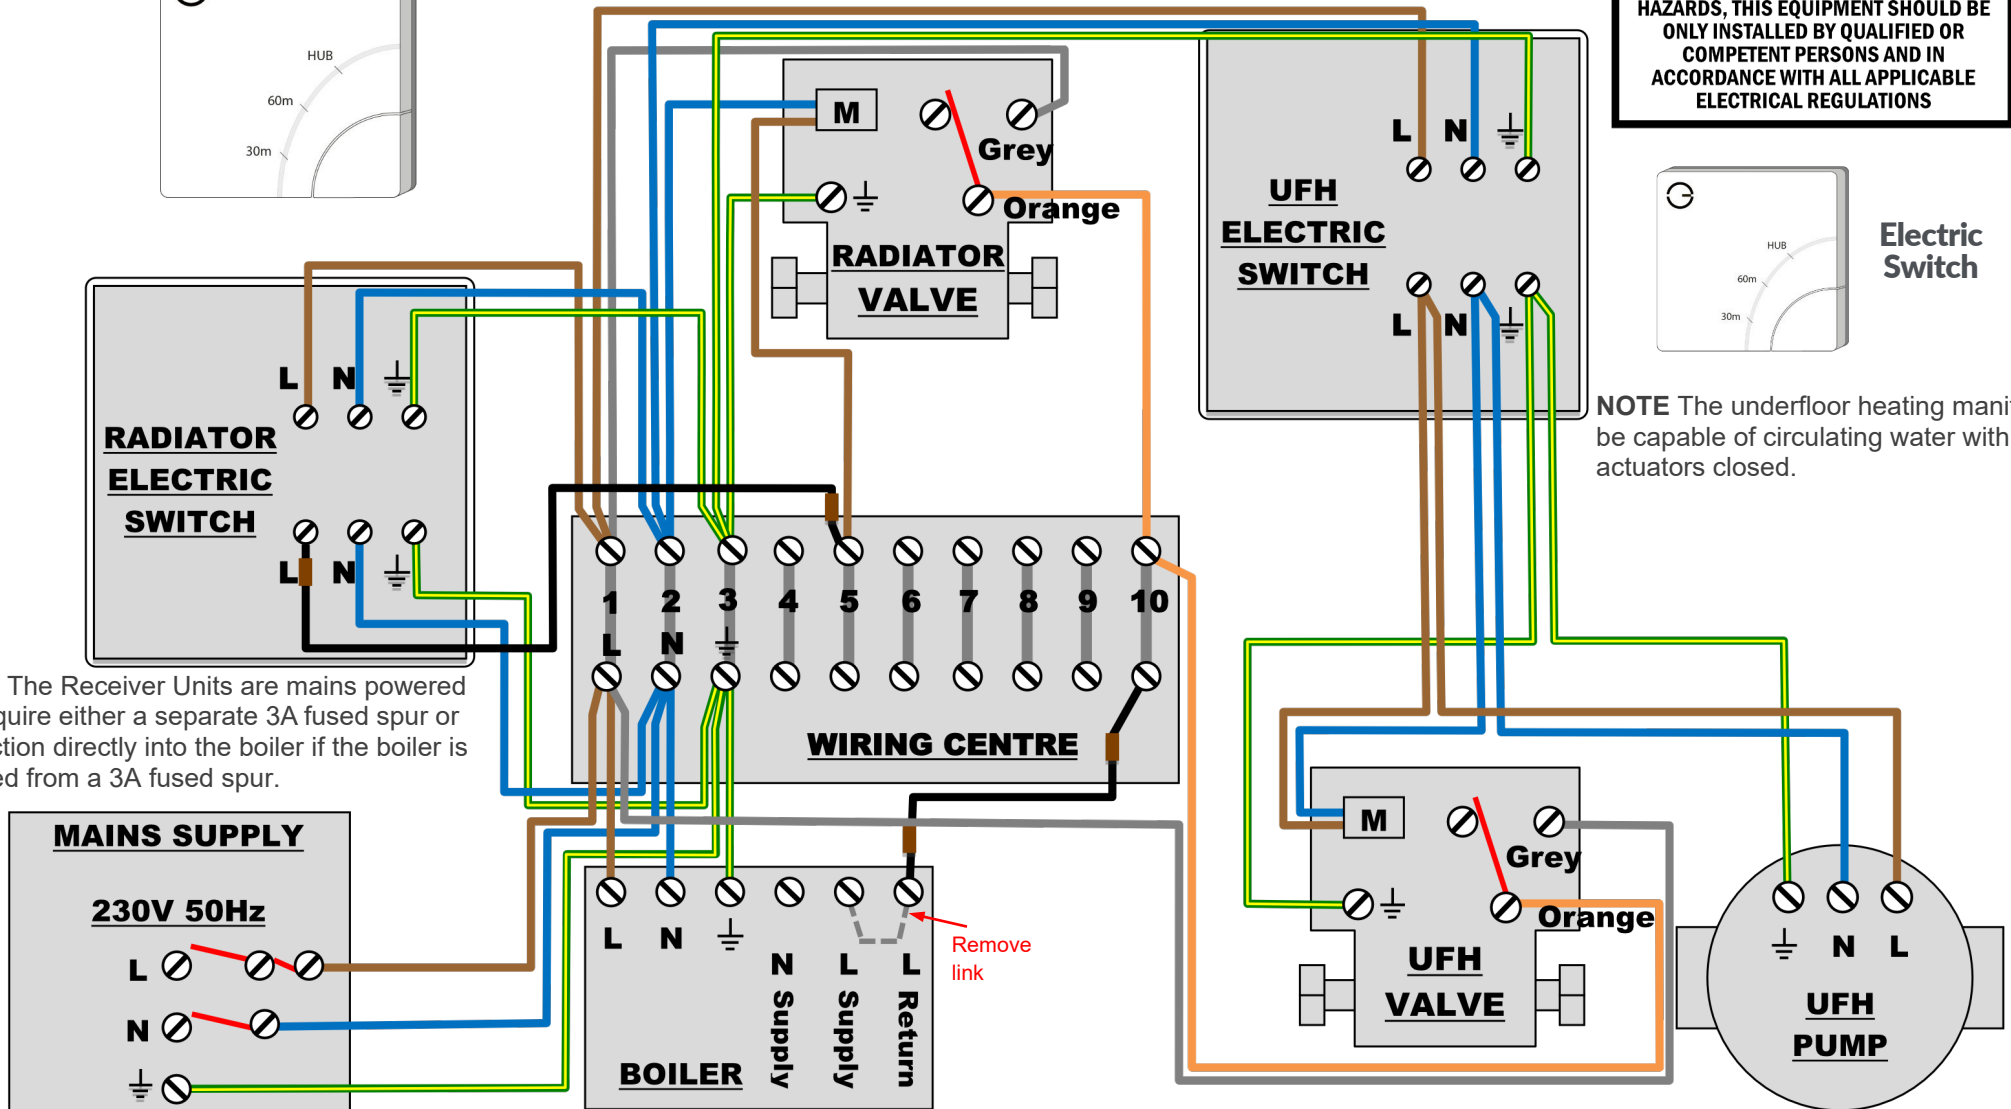 HUB
60m
30m
HAZARDS, THIS EQUIPMENT SHOULD BE
ONLY INSTALLED BY QUALIFIED OR
COMPETENT PERSONS AND IN
ACCORDANCE WITH ALL APPLICABLE
ELECTRICAL REGULATIONS
M
Grey
Orange
RADIATOR
VALVE
L N
UFH
ELECTRIC
SWITCH
L N
HUB
60m
30m
Electric
Switch
NOTE The underfloor heating mani
be capable of circulating water with
actuators closed.
L N
RADIATOR
ELECTRIC
SWITCH
L N
1 2 3 4 5 6 7 8 9 10
L N
WIRING CENTRE
The Receiver Units are mains powered
quire either a separate 3A fused spur or
ction directly into the boiler if the boiler is
ed from a 3A fused spur.
MAINS SUPPLY
230V 50Hz
L
N
L N
N Supply
L Supply
L Return
BOILER
Remove
link
M
Grey
Orange
UFH
VALVE
N L
UFH
PUMP